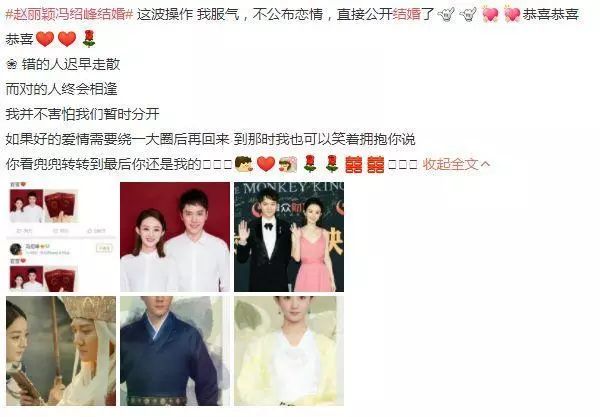 #赵丽颖冯绍峰结婚# 这波操作 我服气，不公布恋情，直接公开结婚了 恭喜恭喜
恭喜
错的人迟早走散
而对的人终会相逢
我并不害怕我们暂时分开
如果好的爱情需要绕一大圈后再回来 到那时我也可以笑着拥抱你说
你看兜兜转转到最后你还是我的 囍 囍 收起全文
官宣
官宣
THE MONKEY KING